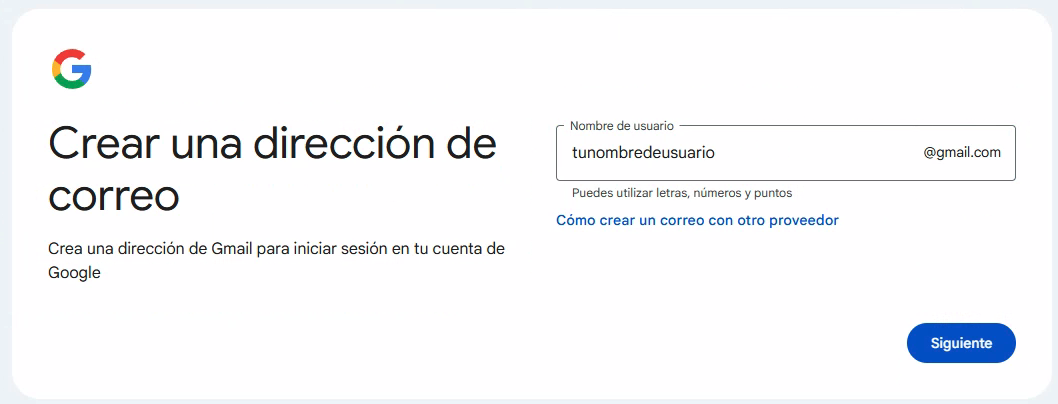 Crear una dirección de
correo
Crea una dirección de Gmail para iniciar sesión en tu cuenta de
Google
Nombre de usuario
tunombredeusuario @gmail.com
Puedes utilizar letras, números y puntos
Cómo crear un correo con otro proveedor
Siguiente